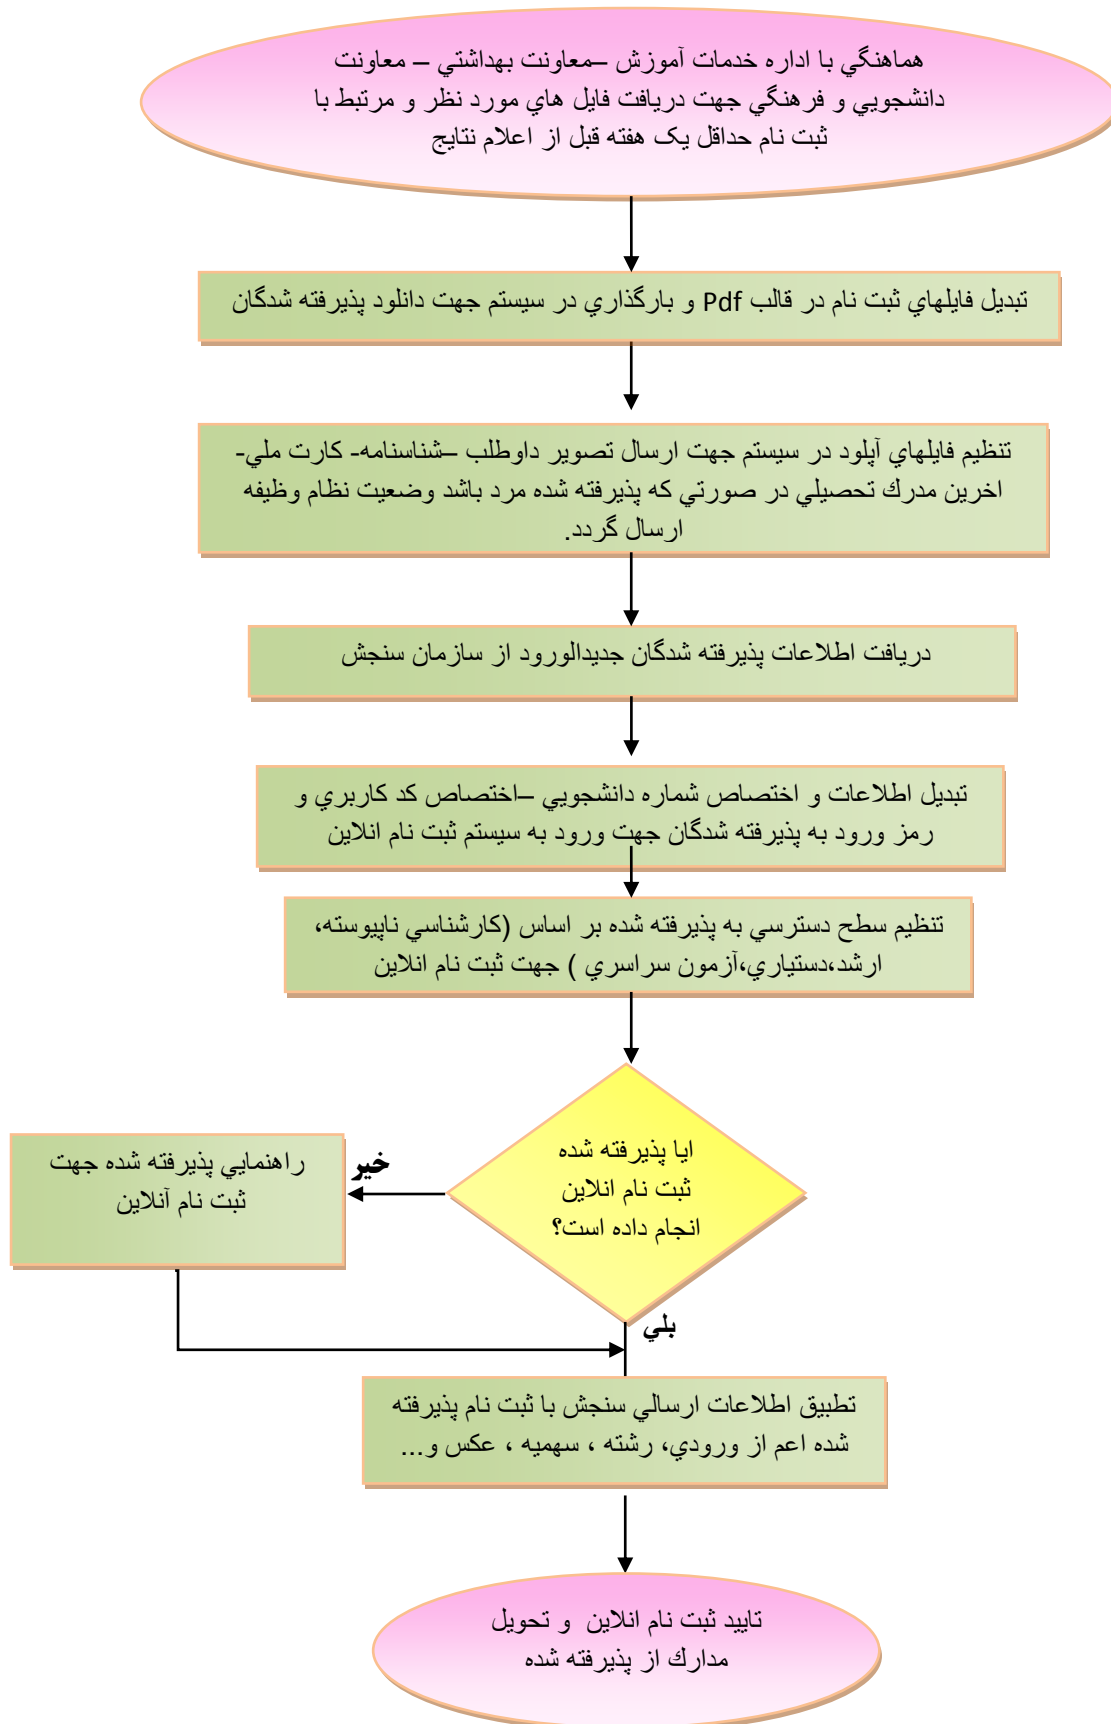 هماهنگي با اداره خدمات آموزش –معاونت بهداشتي – معاونت
دانشجويي و فرهنگي جهت دريافت فايل هاي مورد نظر و مرتبط با
ثبت نام حداقل يک هفته قبل از اعلام نتايج
تبديل فايلهاي ثبت نام در قالب Pdf و بارگذاري در سيستم جهت دانلود پذيرفته شدگان
تنظيم فايلهاي آپلود در سيستم جهت ارسال تصوير داوطلب –شناسنامه- كارت ملي-
اخرين مدرك تحصيلي در صورتي كه پذيرفته شده مرد باشد وضعيت نظام وظيفه
ارسال گردد.
دريافت اطلاعات پذيرفته شدگان جديدالورود از سازمان سنجش
تبديل اطلاعات و اختصاص شماره دانشجويي –اختصاص كد كاربري و
رمز ورود به پذيرفته شدگان جهت ورود به سيستم ثبت نام انلاين
تنظيم سطح دسترسي به پذيرفته شده بر اساس (كارشناسي ناپيوسته،
ارشد،دستياري،آزمون سراسري ) جهت ثبت نام انلاين
ايا پذيرفته شده
ثبت نام انلاين
انجام داده است؟
خير
راهنمايي پذيرفته شده جهت
ثبت نام آنلاين
بلي
تطبيق اطلاعات ارسالي سنجش با ثبت نام پذيرفته
شده اعم از ورودي، رشته ، سهميه ، عكس و...
تاييد ثبت نام انلاين و تحويل
مدارك از پذيرفته شده